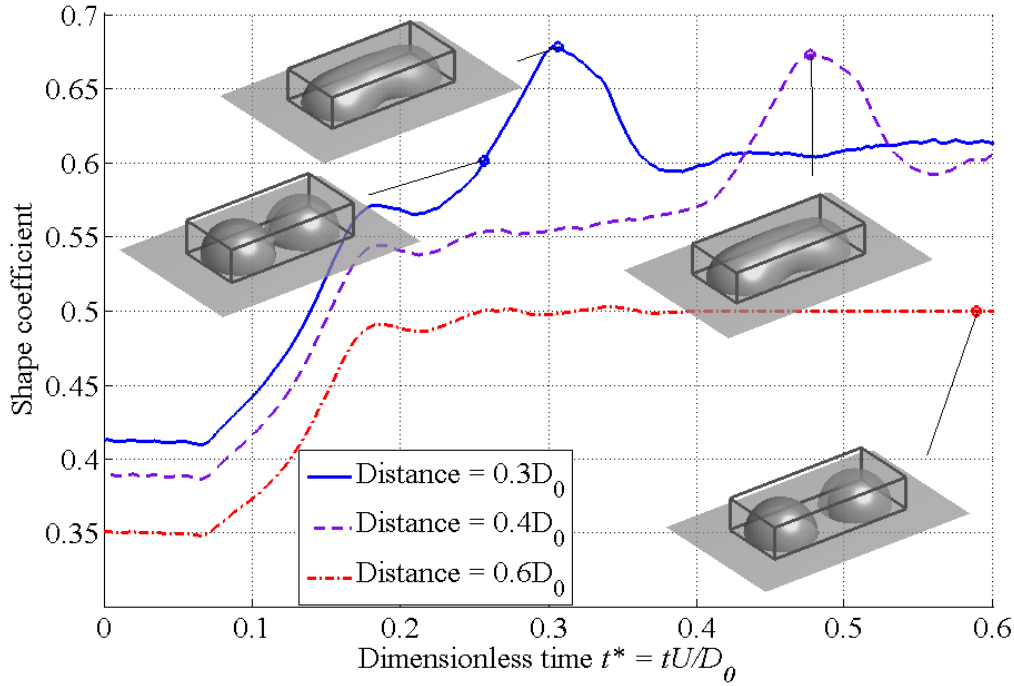 0.7
0.65
0.6
0.55
0.5
0.45
0.4
0.35
Shape coefficient
Distance = 0.3D₀
Distance = 0.4D₀
Distance = 0.6D₀
0 0.1 0.2 0.3 0.4 0.5 0.6
Dimensionless time t* = tU/D₀